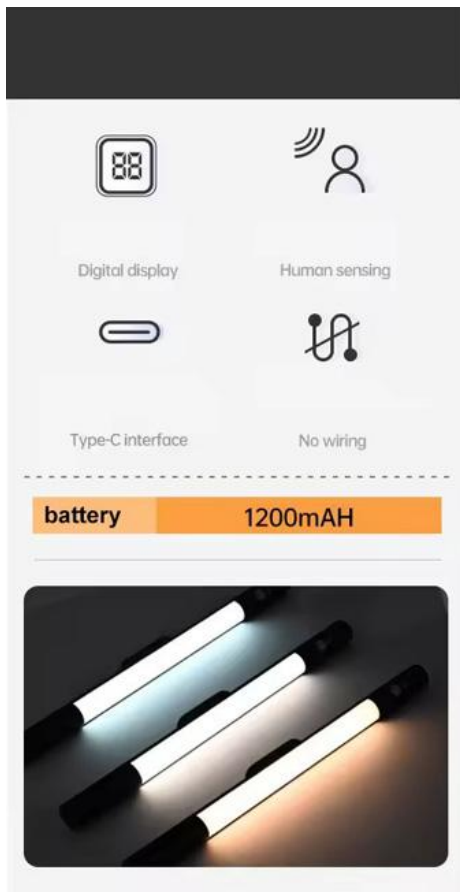 88
Digital display
Human sensing
Type-C interface
No wiring
battery 1200mAH